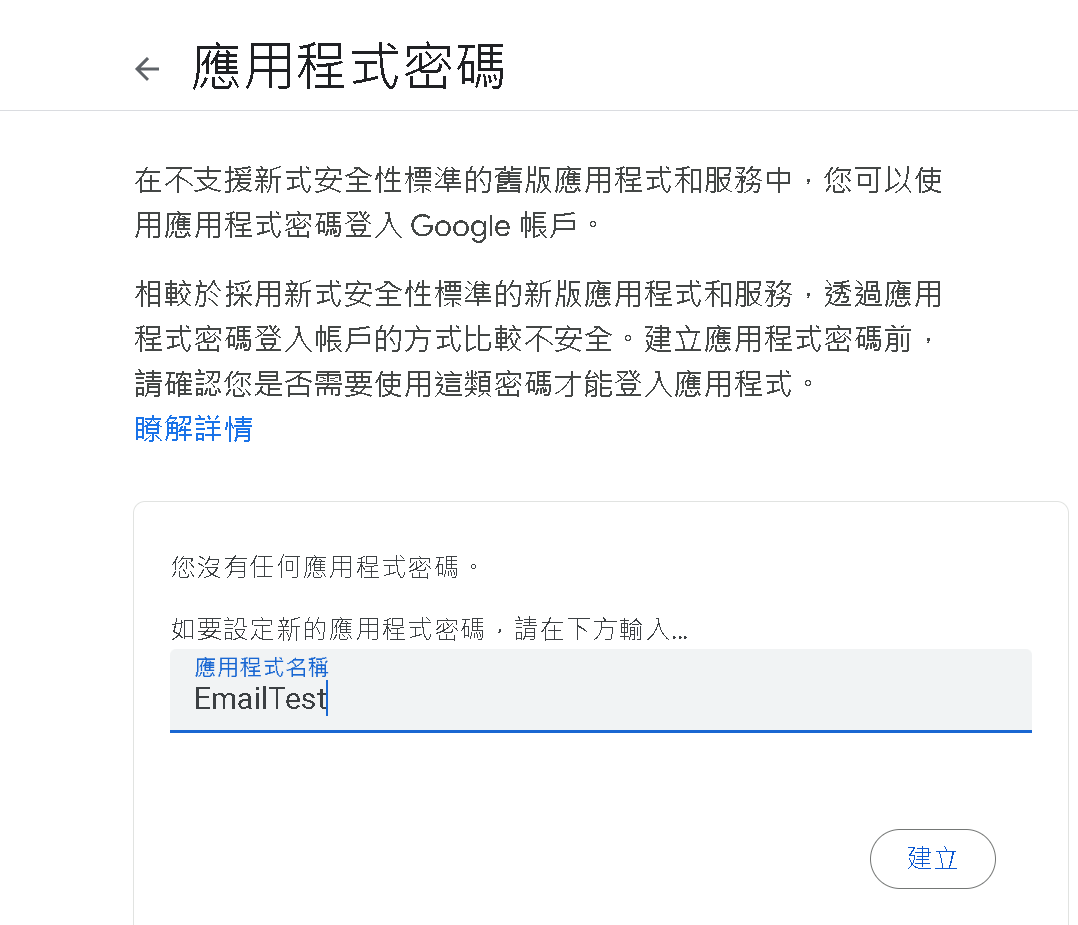 應用程式密碼
在不支援新式安全性標準的舊版應用程式和服務中，您可以使
用應用程式密碼登入 Google 帳戶。
相較於採用新式安全性標準的新版應用程式和服務，透過應用
程式密碼登入帳戶的方式比較不安全。建立應用程式密碼前，
請確認您是否需要使用這類密碼才能登入應用程式。
瞭解詳情
您沒有任何應用程式密碼。
如要設定新的應用程式密碼，請在下方輸入...
應用程式名稱
EmailTest
建立